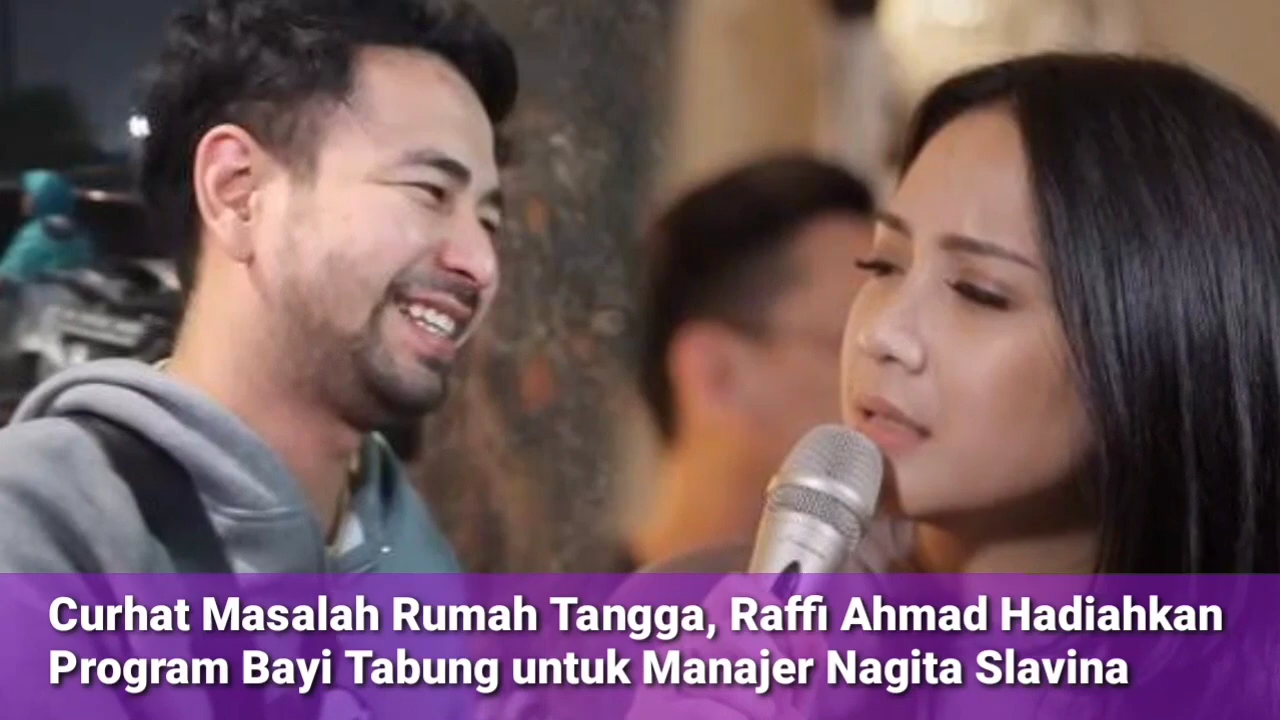 Curhat Masalah Rumah Tangga, Raffi Ahmad Hadiahkan
Program Bayi Tabung untuk Manajer Nagita Slavina